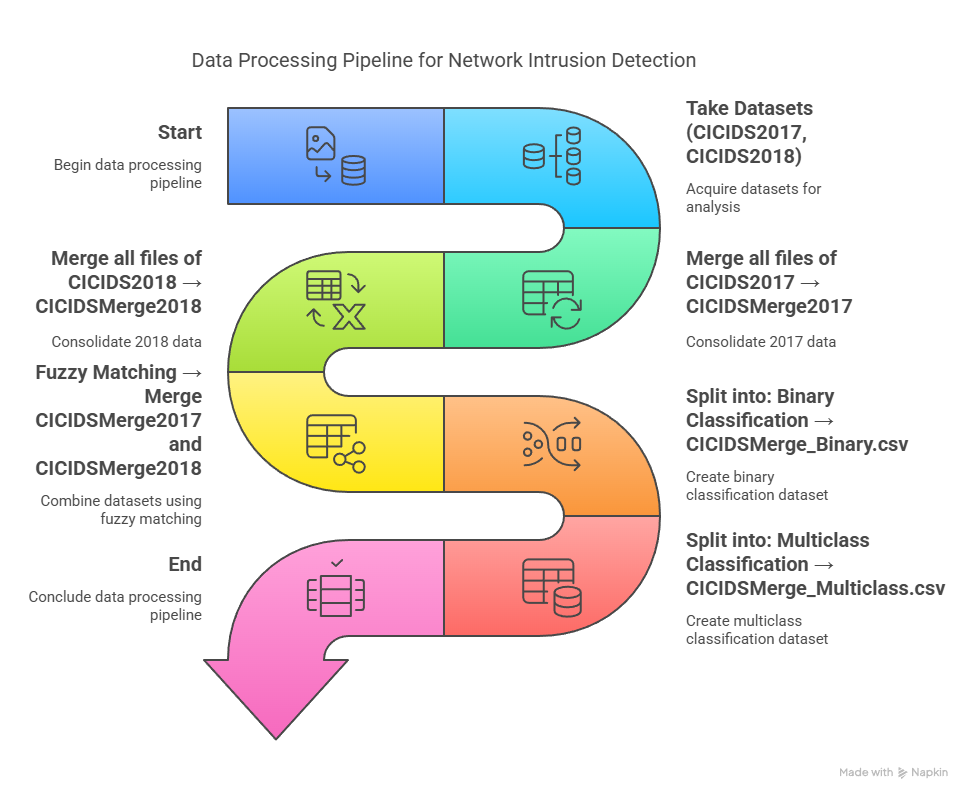 Data Processing Pipeline for Network Intrusion Detection
Start
Begin data processing
pipeline
Take Datasets
(CICIDS2017,
CICIDS2018)
Acquire datasets for
analysis
Merge all files of
CICIDS2017 →
CICIDSMerge2017
Consolidate 2017 data
Merge all files of
CICIDS2018 →
CICIDSMerge2018
Consolidate 2018 data
Fuzzy Matching →
Merge
CICIDSMerge2017
and
CICIDSMerge2018
Combine datasets using
fuzzy matching
Split into: Binary
Classification →
CICIDSMerge_Binary.csv
Create binary
classification dataset
Split into: Multiclass
Classification →
CICIDSMerge_Multiclass.csv
Create multiclass
classification dataset
End
Conclude data processing
pipeline
Made with Napkin